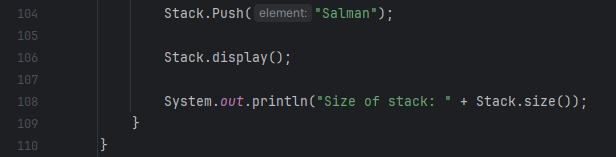 104 Stack.Push( element: "Salman");
105
106 Stack.display();
107
108 System.out.println("Size of stack: " + Stack.size());
109 }
110 }